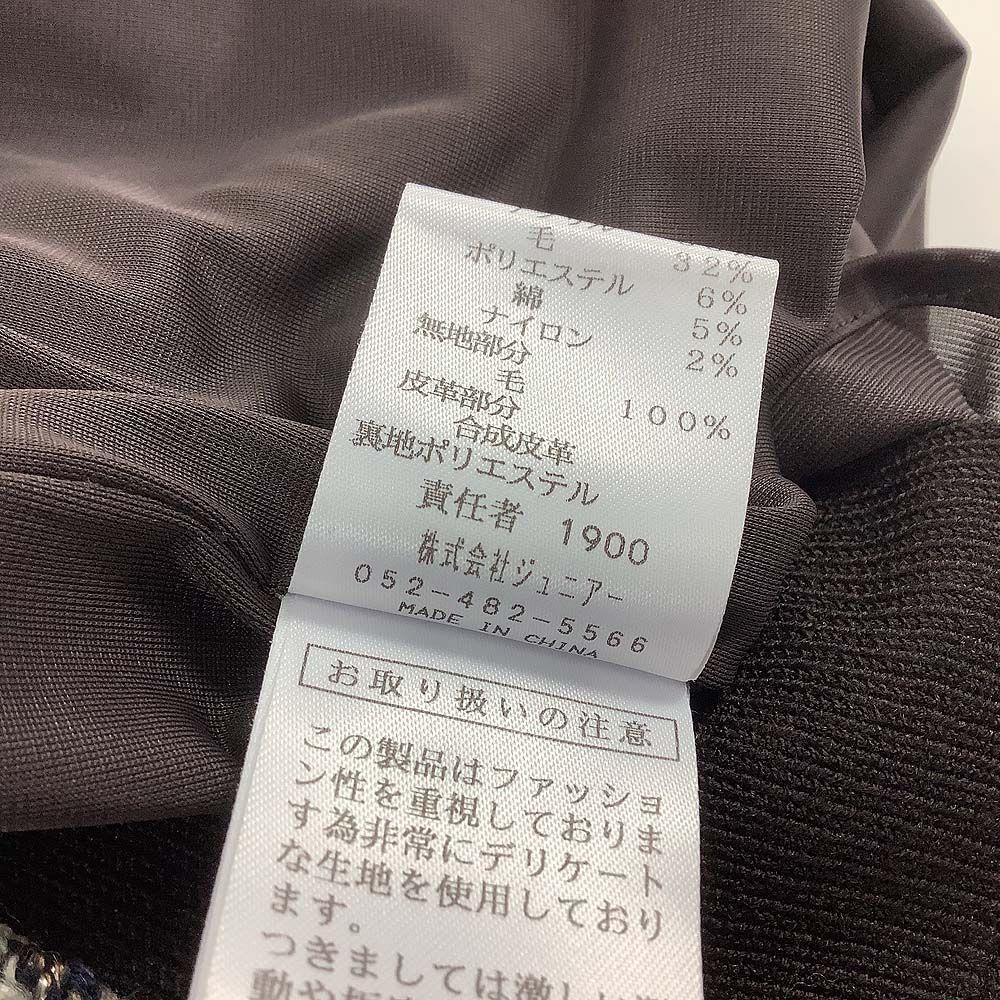 毛 32%
ポリエステル 6%
綿 5%
ナイロン 2%
無地部分
毛 100%
皮革部分
合成皮革
裏地ポリエステル
責任者 1900
株式会社ジュニアー
052-482-5566
MADE IN CHINA
お取り扱いの注意
この製品はファッショ
ン性を重視しておりま
す為非常にデリケート
な生地を使用しており
ます。
つきましては激しい
動や